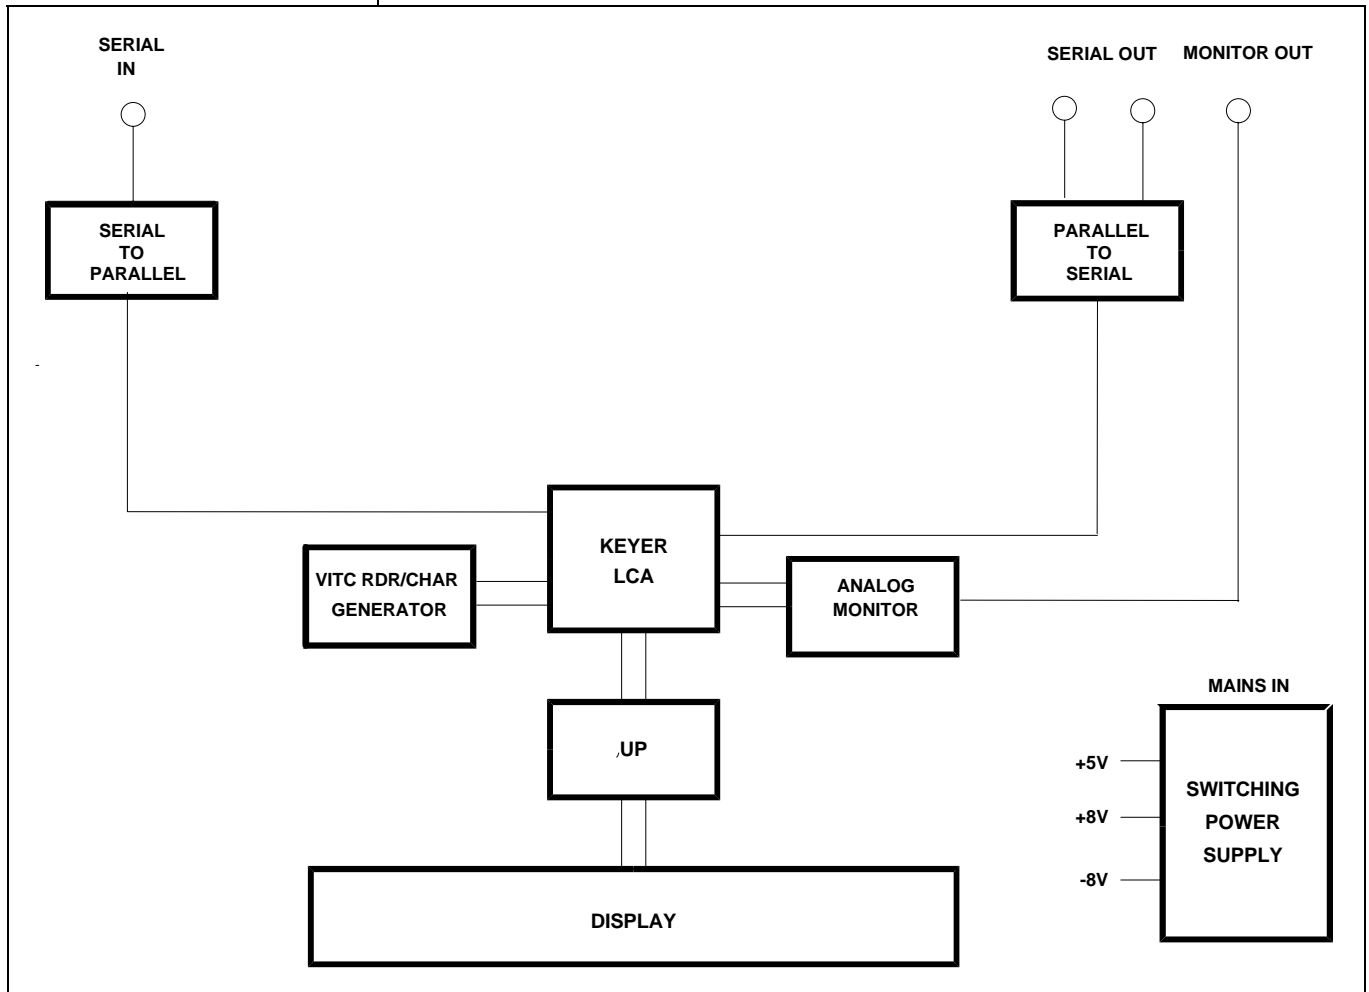 SERIAL
IN
SERIAL OUT
MONITOR OUT
SERIAL
TO
PARALLEL
PARALLEL
TO
SERIAL
KEYER
LCA
VITC RDR/CHAR
GENERATOR
ANALOG
MONITOR
,UP
DISPLAY
MAINS IN
+5V
+8V
-8V
SWITCHING
POWER
SUPPLY